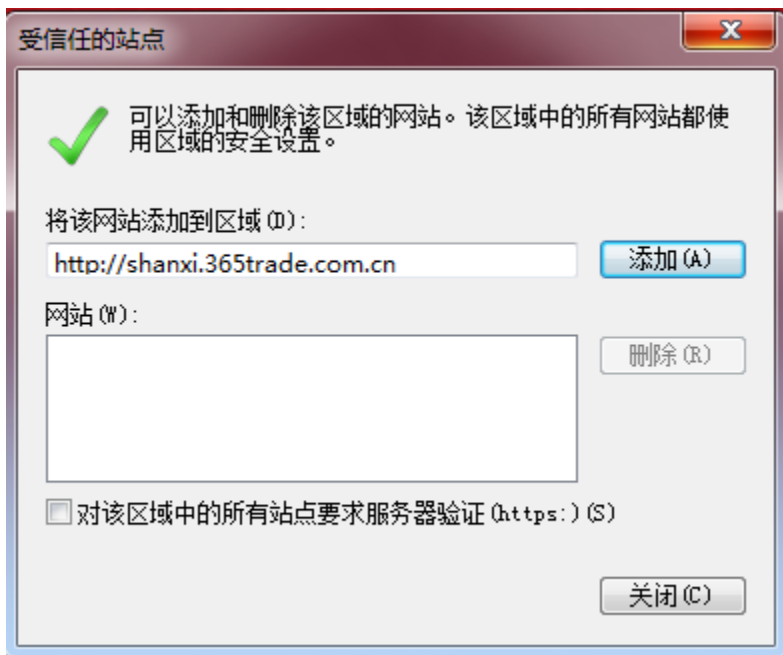 受信任的站点
可以添加和删除该区域的网站。该区域中的所有网站都使
用区域的安全设置。
将该网站添加到区域(D):
http://shanxi.365trade.com.cn
添加(A)
网站(W):
删除(R)
对该区域中的所有站点要求服务器验证(https:)(S)
关闭(C)